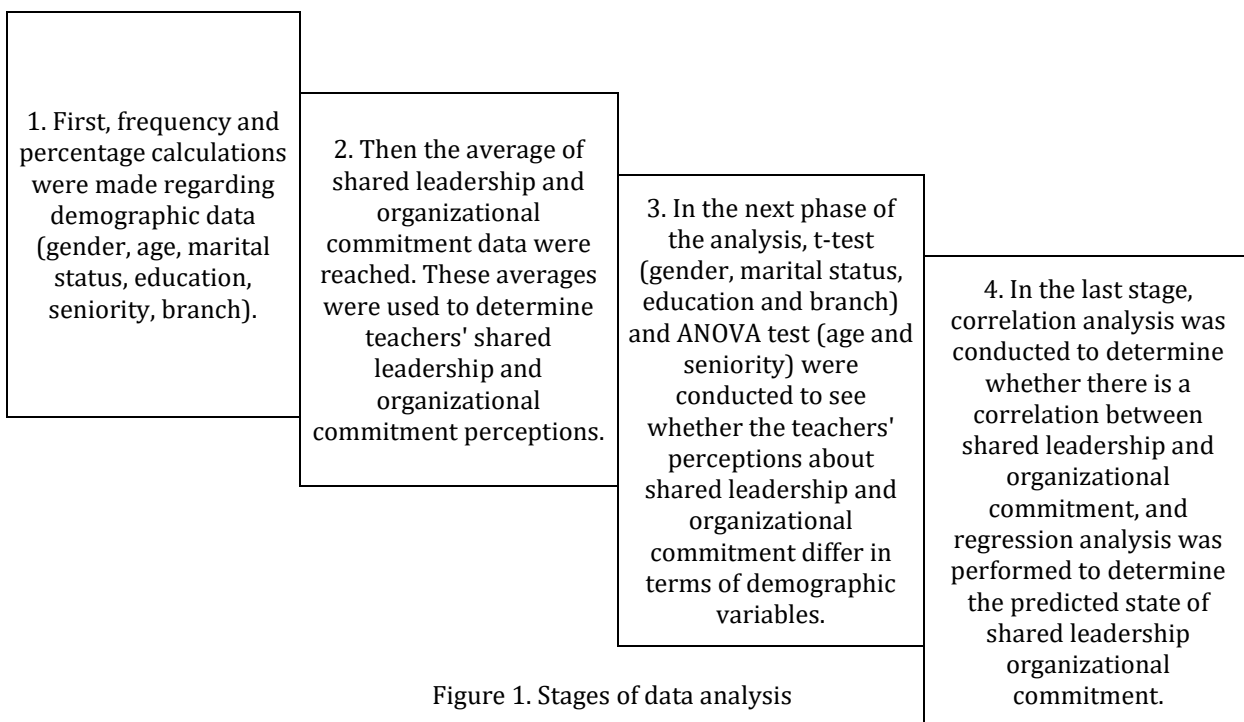 1. First, frequency and
percentage calculations
were made regarding
demographic data
(gender, age, marital
status, education,
seniority, branch).
2. Then the average of
shared leadership and
organizational
commitment data were
reached. These averages
were used to determine
teachers' shared
leadership and
organizational
commitment perceptions.
3. In the next phase of
the analysis, t-test
(gender, marital status,
education and branch)
and ANOVA test (age and
seniority) were
conducted to see
whether the teachers'
perceptions about
shared leadership and
organizational
commitment differ in
terms of demographic
variables.
4. In the last stage,
correlation analysis was
conducted to determine
whether there is a
correlation between
shared leadership and
organizational
commitment, and
regression analysis was
performed to determine
the predicted state of
shared leadership
organizational
commitment.
Figure 1. Stages of data analysis